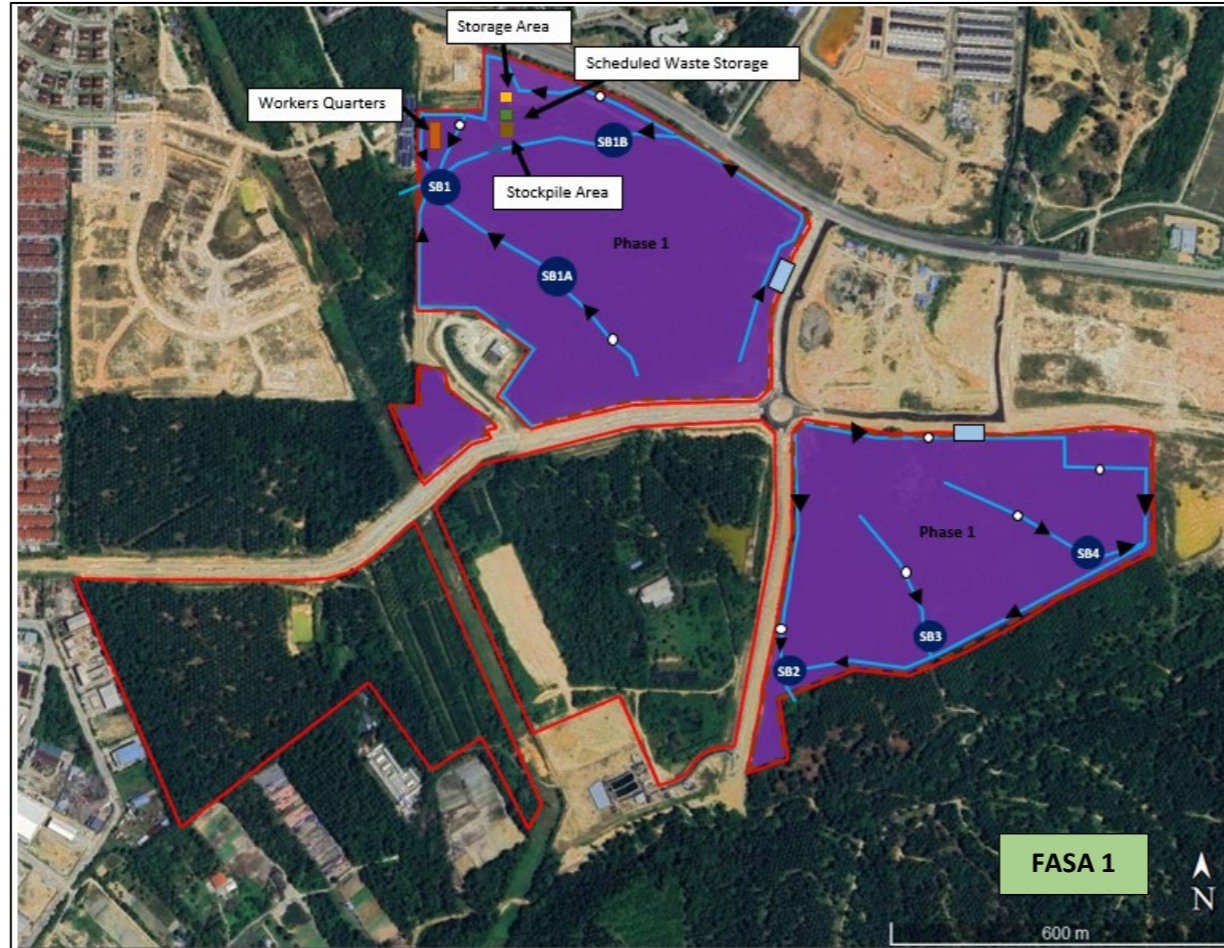 Storage Area
Scheduled Waste Storage
Workers Quarters
SB1B
SB1
Stockpile Area
Phase 1
SB1A
Phase 1
SB4
SB3
SB2
FASA 1
N
600 m